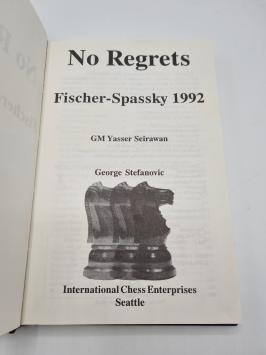 No Regrets
Fischer-Spassky 1992
GM Yasser Seirawan
George Stefanovic
International Chess Enterprises
Seattle